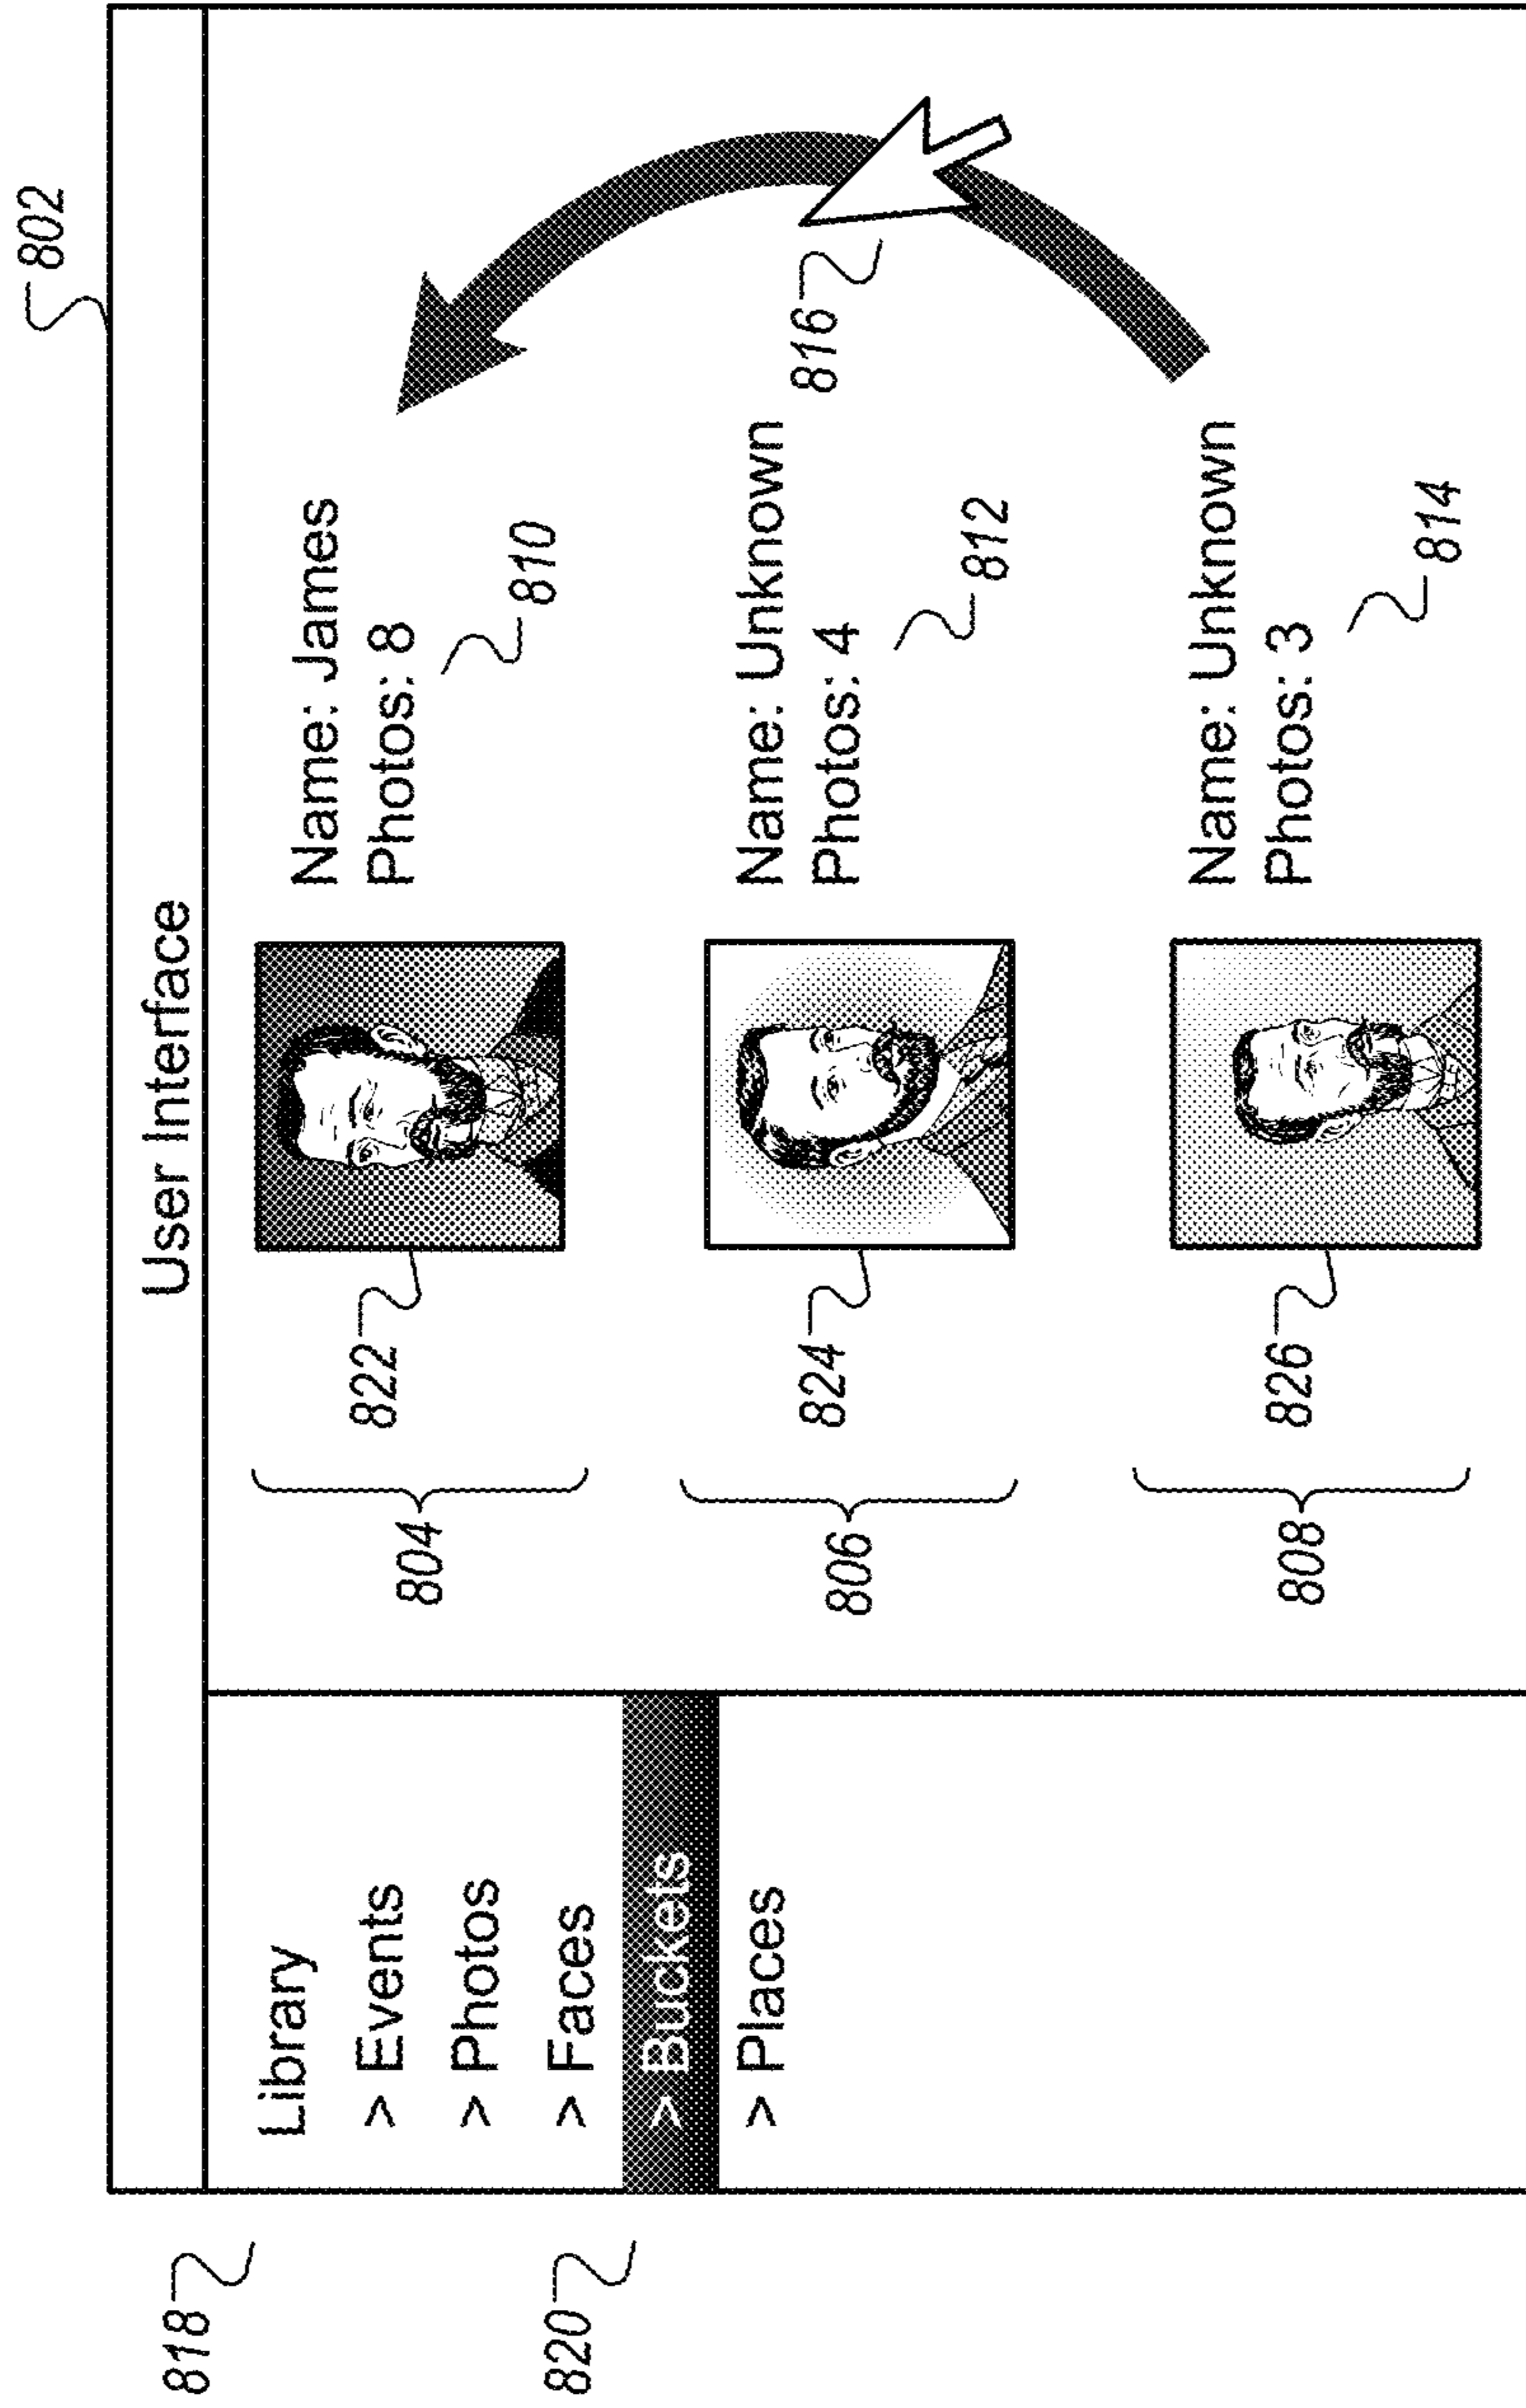 802
User Interface
818
Library
> Events
> Photos
> Faces
820
> Buckets
> Places
804
822
Name: James
Photos: 8
810
806
824
Name: Unknown
Photos: 4
812
816
808
826
Name: Unknown
Photos: 3
814